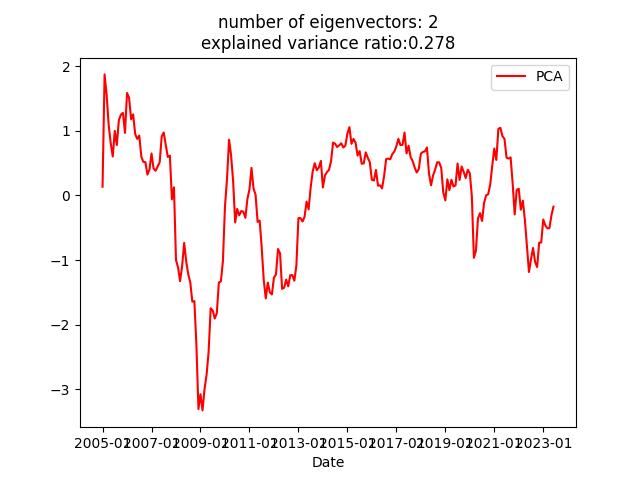 number of eigenvectors: 2
explained variance ratio:0.278
PCA
2
1
0
−1
−2
−3
2005-01 2007-01 2009-01 2011-01 2013-01 2015-01 2017-01 2019-01 2021-01 2023-01
Date